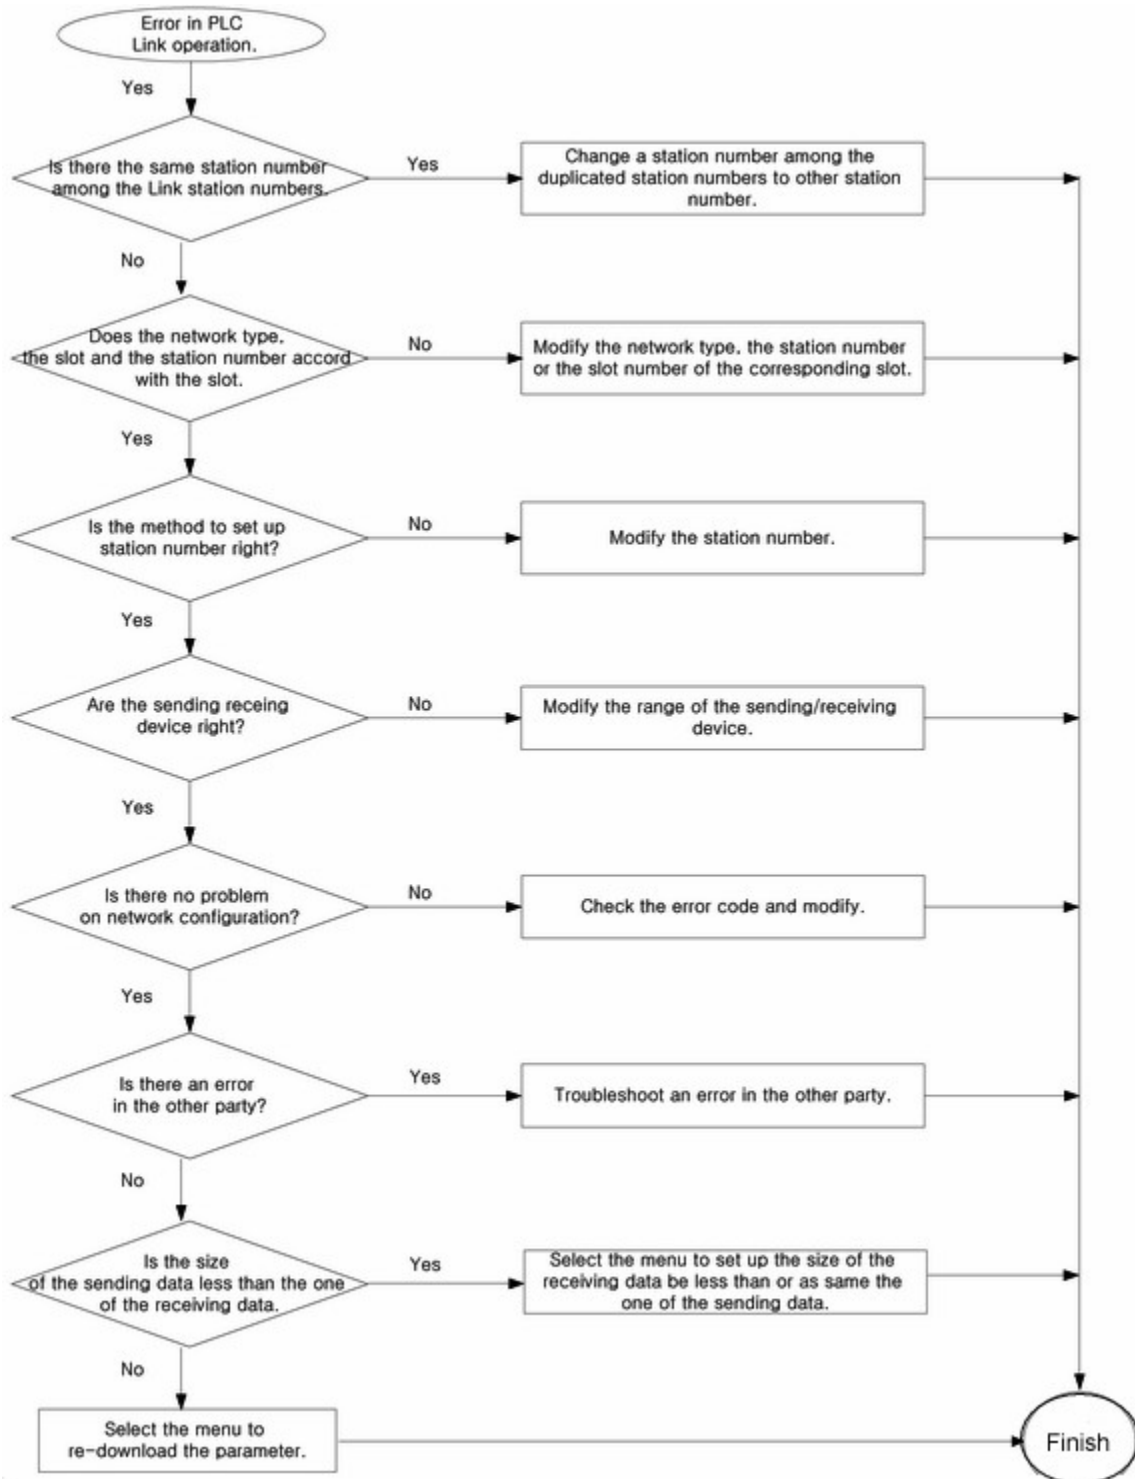 Error in PLC
Link operation.
Yes
Is there the same station number
among the Link station numbers.
Yes
Change a station number among the
duplicated station numbers to other station
number.
No
Does the network type,
the slot and the station number accord
with the slot.
No
Modify the network type, the station number
or the slot number of the corresponding slot.
Yes
Is the method to set up
station number right?
No
Modify the station number.
Yes
Are the sending receing
device right?
No
Modify the range of the sending/receiving
device.
Yes
Is there no problem
on network configuration?
No
Check the error code and modify.
Yes
Is there an error
in the other party?
Yes
Troubleshoot an error in the other party.
No
Is the size
of the sending data less than the one
of the receiving data.
Yes
Select the menu to set up the size of the
receiving data be less than or as same the
one of the sending data.
No
Select the menu to
re-download the parameter.
Finish